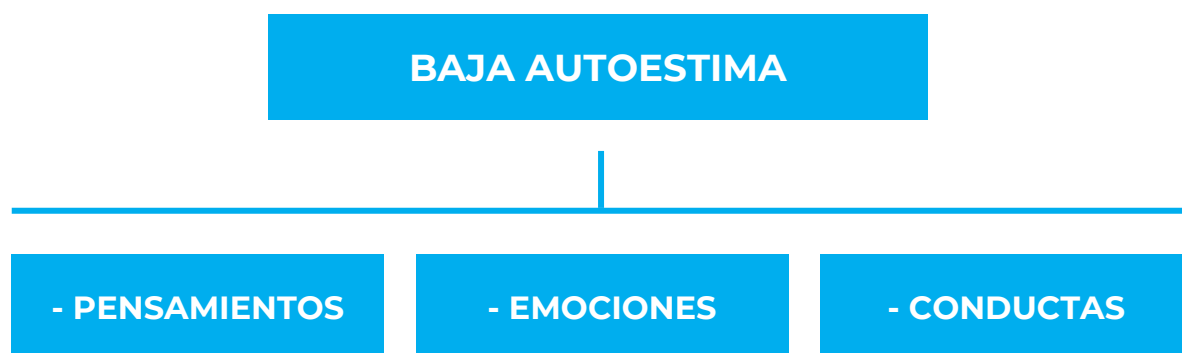 BAJA AUTOESTIMA
- PENSAMIENTOS
- EMOCIONES
- CONDUCTAS